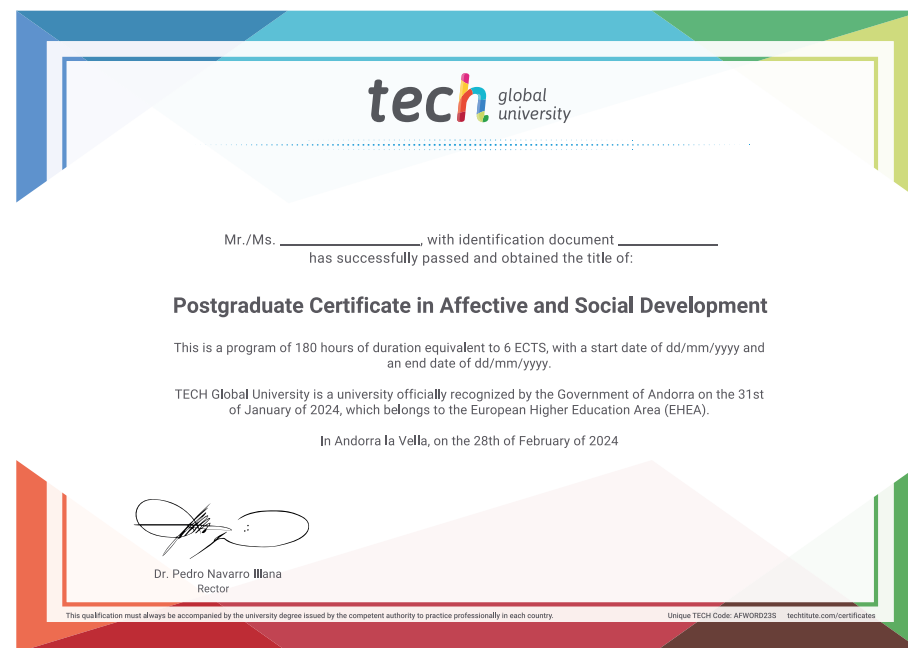 tech global
university
Mr./Ms. ____________, with identification document ____________
has successfully passed and obtained the title of:
Postgraduate Certificate in Affective and Social Development
This is a program of 180 hours of duration equivalent to 6 ECTS, with a start date of dd/mm/yyyy and
an end date of dd/mm/yyyy.
TECH Global University is a university officially recognized by the Government of Andorra on the 31st
of January of 2024, which belongs to the European Higher Education Area (EHEA).
In Andorra la Vella, on the 28th of February of 2024
Dr. Pedro Navarro Illana
Rector
This qualification must always be accompanied by the university degree issued by the competent authority to practice professionally in each country.
Unique TECH Code: AFWORD23S techtitute.com/certificates